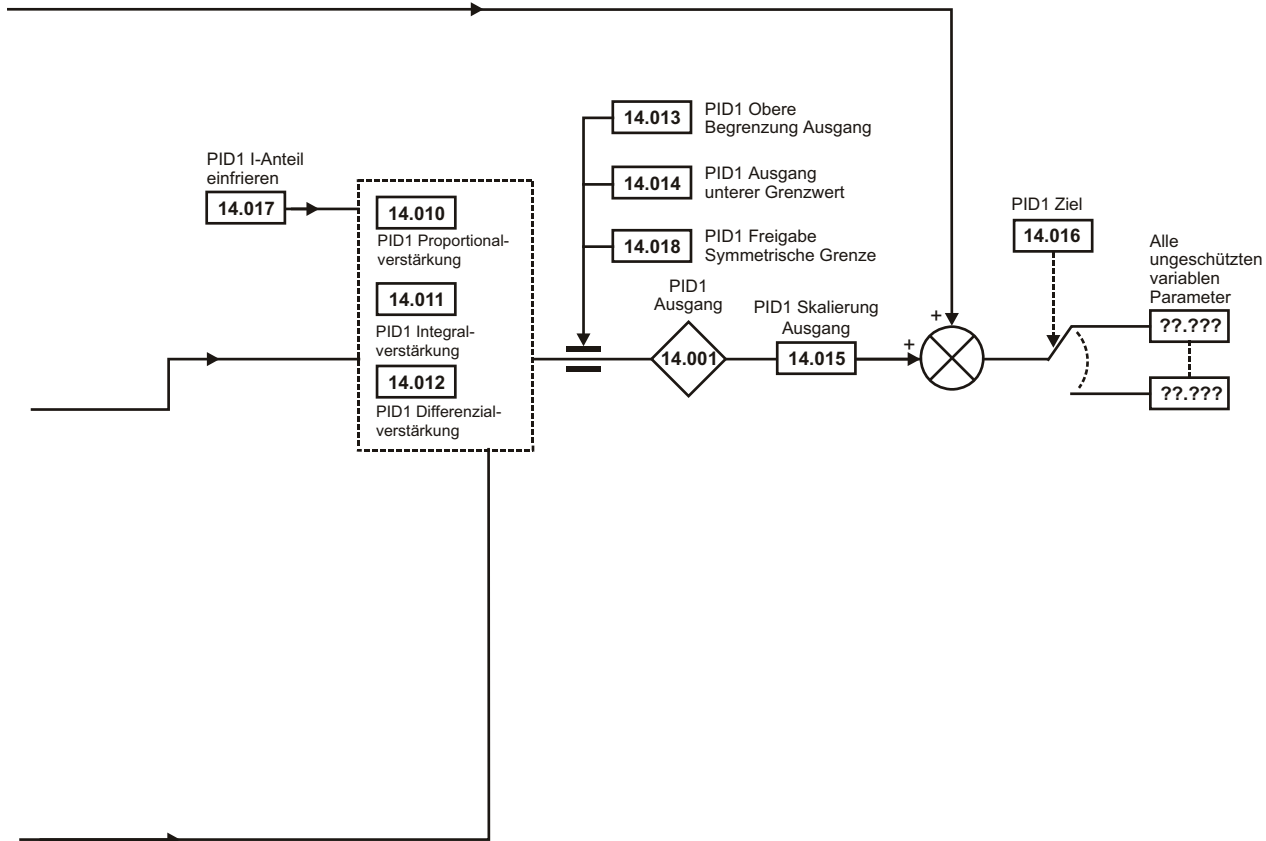 PID1 I-Anteil
einfrieren
14.017
14.010
PID1 Proportional-
verstärkung
14.011
PID1 Integral-
verstärkung
14.012
PID1 Differenzial-
verstärkung
14.013
PID1 Obere
Begrenzung Ausgang
14.014
PID1 Ausgang
unterer Grenzwert
14.018
PID1 Freigabe
Symmetrische Grenze
PID1
Ausgang
14.001
PID1 Skalierung
Ausgang
14.015
+
+
PID1 Ziel
14.016
Alle
ungeschützten
variablen
Parameter
??.???
??.???